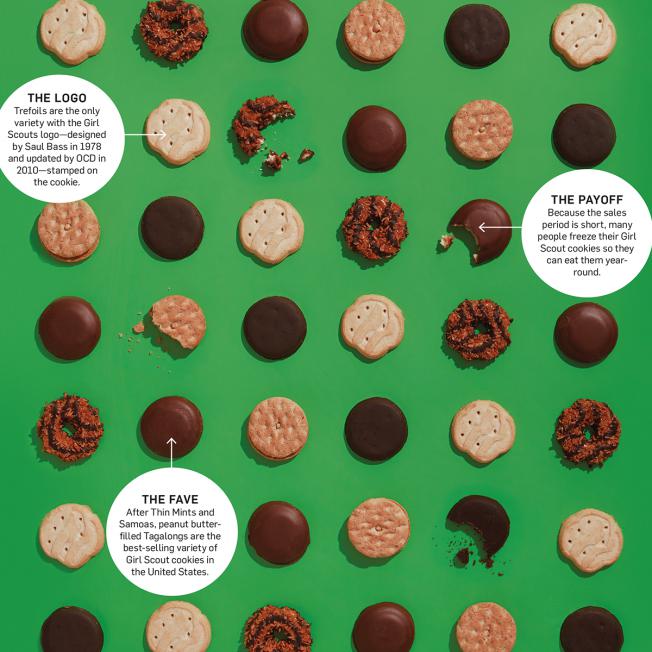 THE LOGO
Trefoils are the only
variety with the Girl
Scouts logo—designed
by Saul Bass in 1978
and updated by OCD in
2010—stamped on
the cookie.
THE PAYOFF
Because the sales
period is short, many
people freeze their Girl
Scout cookies so they
can eat them year-
round.
THE FAVE
After Thin Mints and
Samoas, peanut butter-
filled Tagalongs are the
best-selling variety of
Girl Scout cookies in
the United States.